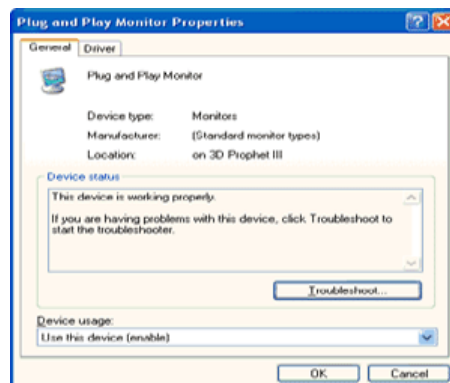 Plug and Play Monitor Properties
General Driver
Plug and Play Monitor
Device type: Monitors
Manufacturer: (Standard monitor types)
Location: on 3D Prophet III
Device status
This device is working properly.
If you are having problems with this device, click Troubleshoot to
start the troubleshooter.
Troubleshoot...
Device usage:
Use this device (enable)
OK Cancel